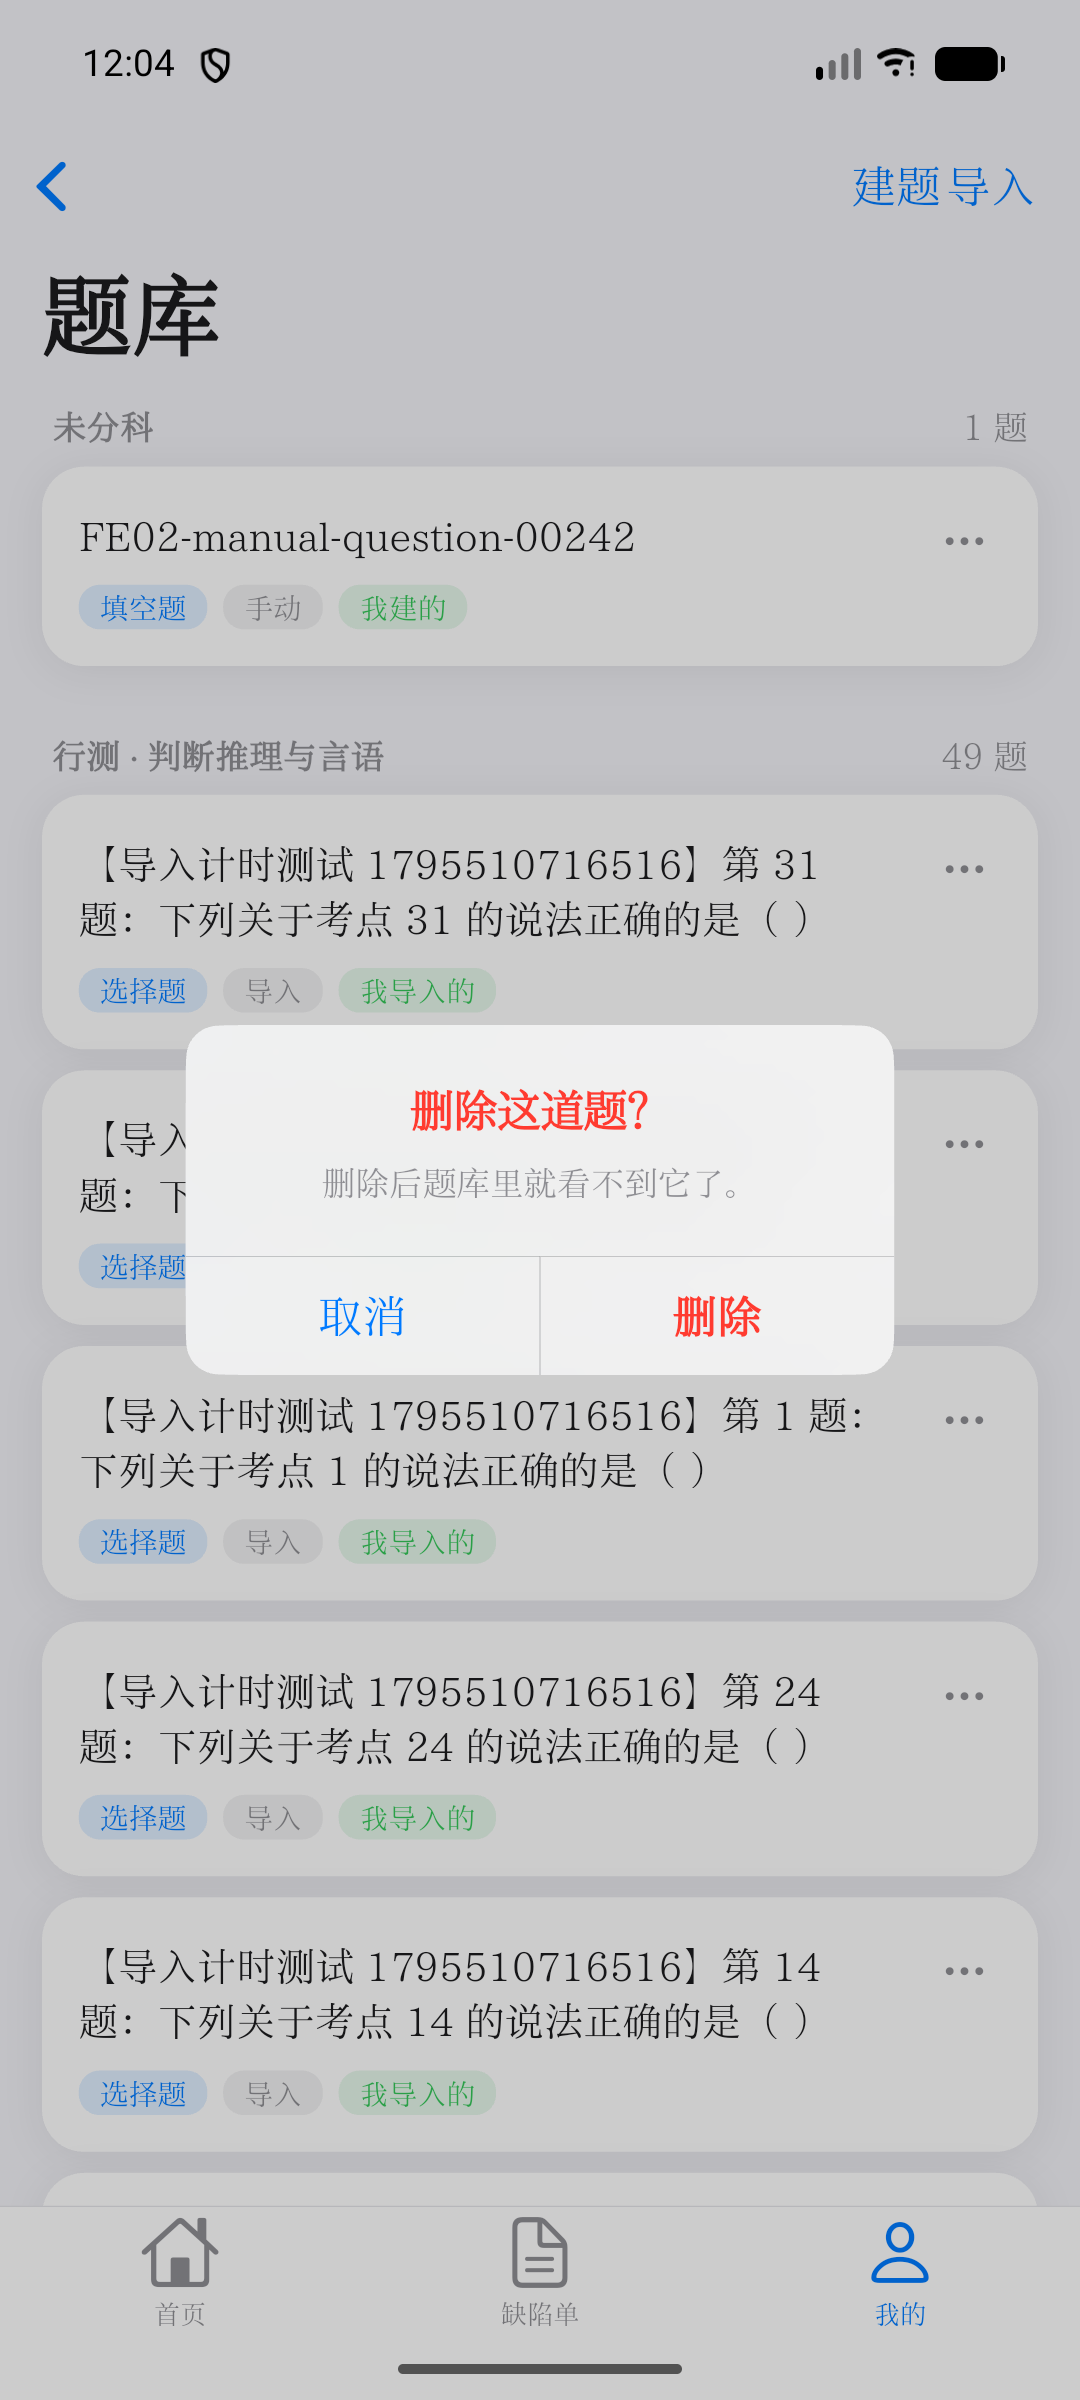 12:04
建题 导入
题库
未分科 1 题
FE02-manual-question-00242
填空题 手动 我建的
行测 · 判断推理与言语 49 题
【导入计时测试 1795510716516】第 31
题：下列关于考点 31 的说法正确的是（ ）
选择题 导入 我导入的
【导入
题：下
选择题
删除这道题？
删除后题库里就看不到它了。
取消 删除
【导入计时测试 1795510716516】第 1 题：
下列关于考点 1 的说法正确的是（ ）
选择题 导入 我导入的
【导入计时测试 1795510716516】第 24
题：下列关于考点 24 的说法正确的是（ ）
选择题 导入 我导入的
【导入计时测试 1795510716516】第 14
题：下列关于考点 14 的说法正确的是（ ）
选择题 导入 我导入的
首页 缺陷单 我的